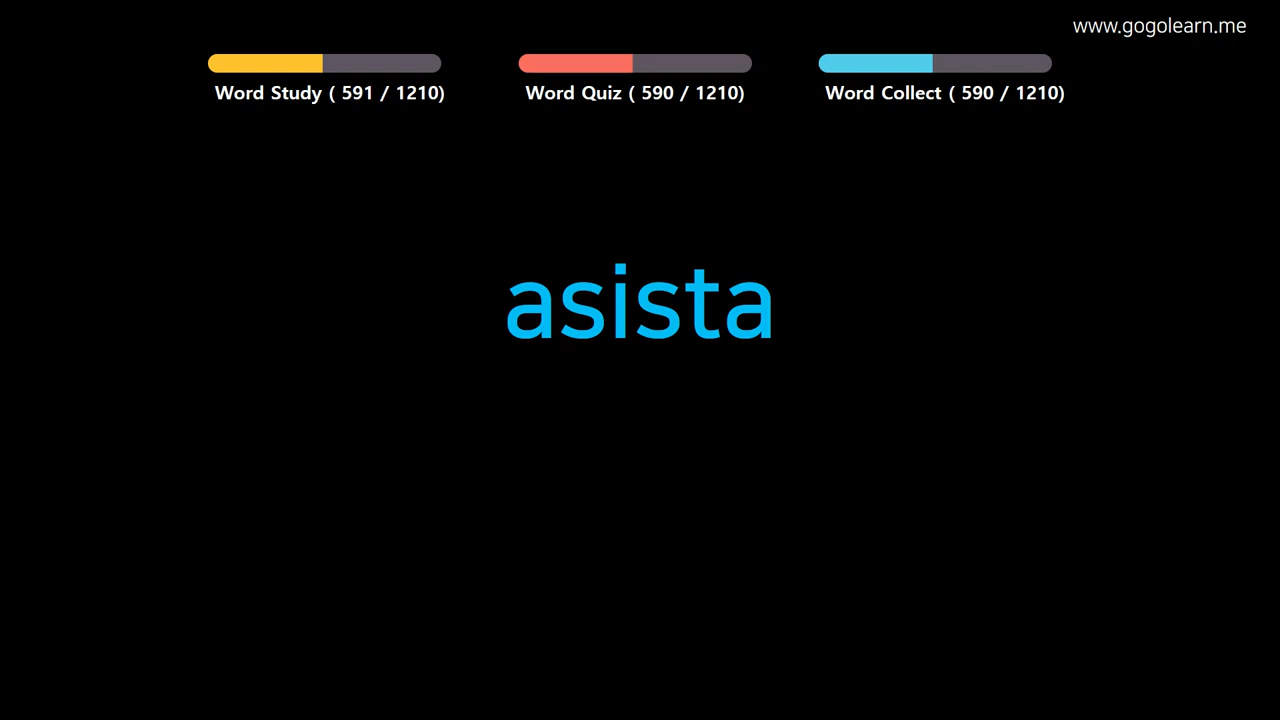 www.gogolearn.me
Word Study ( 591 / 1210)
Word Quiz ( 590 / 1210)
Word Collect ( 590 / 1210)
asista